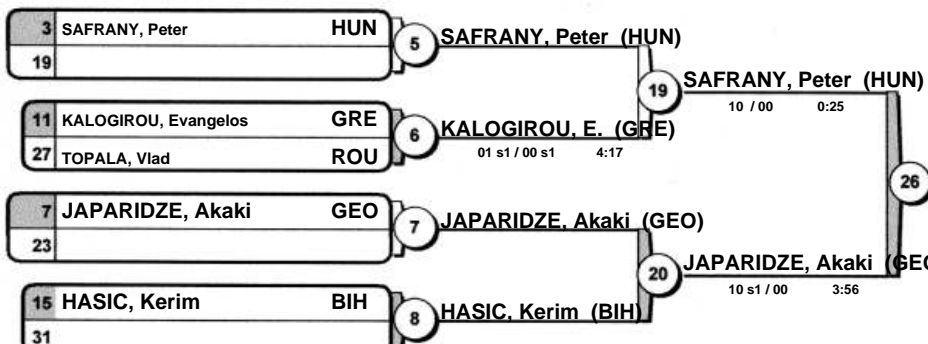 3 SAFRANY, Peter HUN
19
5
SAFRANY, Peter (HUN)
19
SAFRANY, Peter (HUN)
10 / 00 0:25
11 KALOGIROU, Evangelos GRE
27 TOPALA, Vlad ROU
6
KALOGIROU, E. (GRE)
01 s1 / 00 s1 4:17
26
7 JAPARIDZE, Akaki GEO
23
7
JAPARIDZE, Akaki (GEO)
20
JAPARIDZE, Akaki (GEO
10 s1 / 00 3:56
15 HASIC, Kerim BIH
31
8
HASIC, Kerim (BIH)